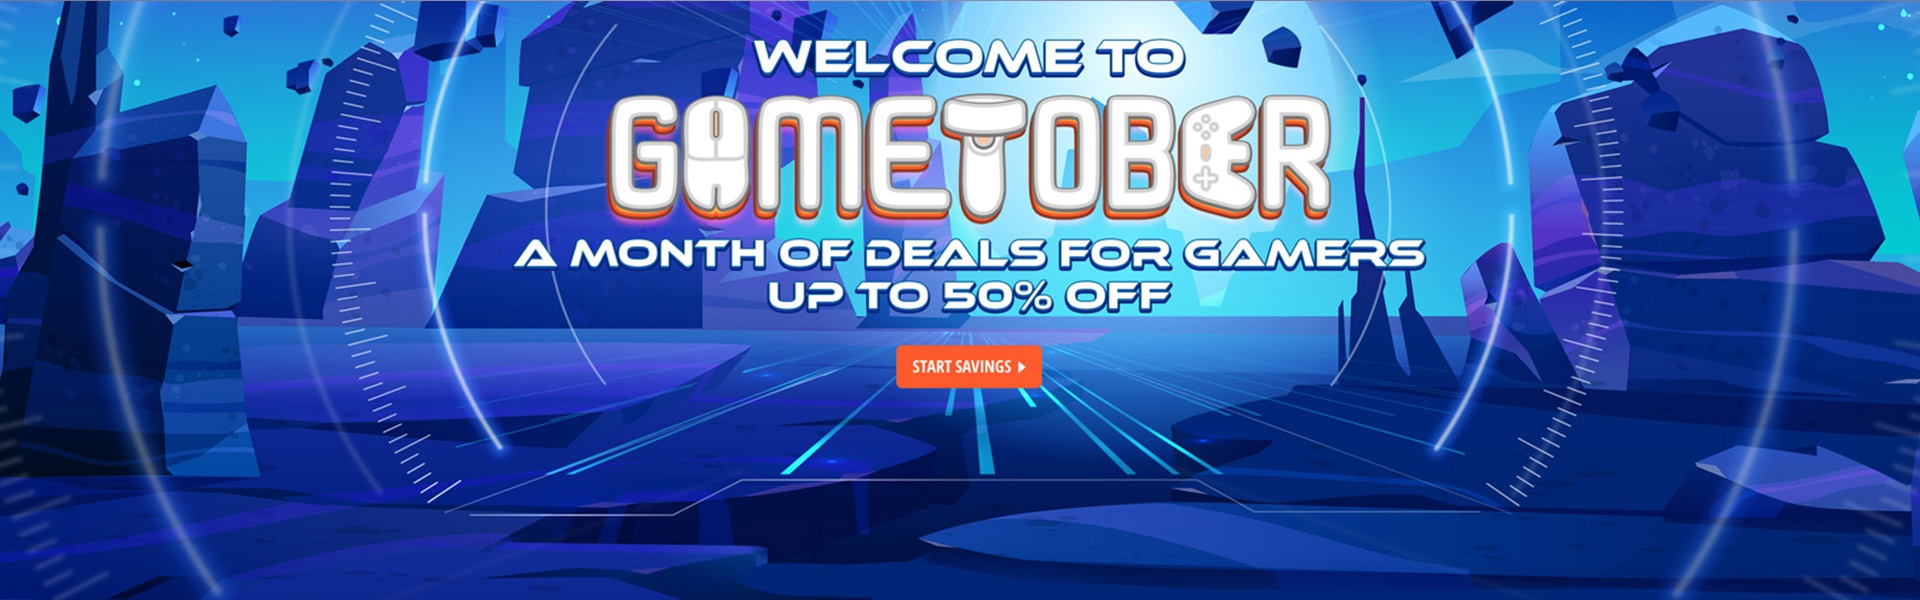 WELCOME TO
GAMETOBER
A MONTH OF DEALS FOR GAMERS
UP TO 50% OFF
START SAVINGS